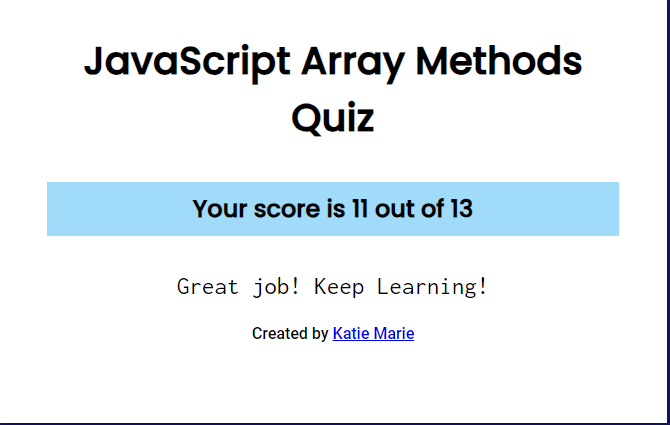 JavaScript Array Methods
Quiz
Your score is 11 out of 13
Great job! Keep Learning!
Created by Katie Marie